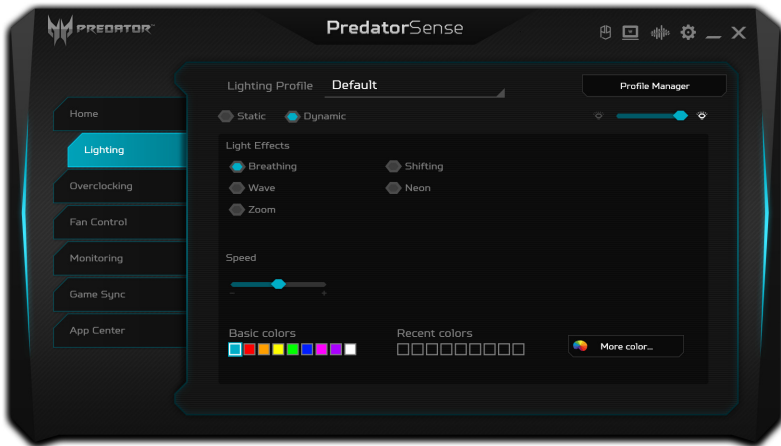 PREDATOR
PredatorSense
Lighting Profile Default
Profile Manager
Home
Static Dynamic
Lighting
Light Effects
Breathing Shifting
Overclocking
Wave Neon
Zoom
Fan Control
Monitoring
Speed
Game Sync
- +
App Center
Basic colors Recent colors
More color...